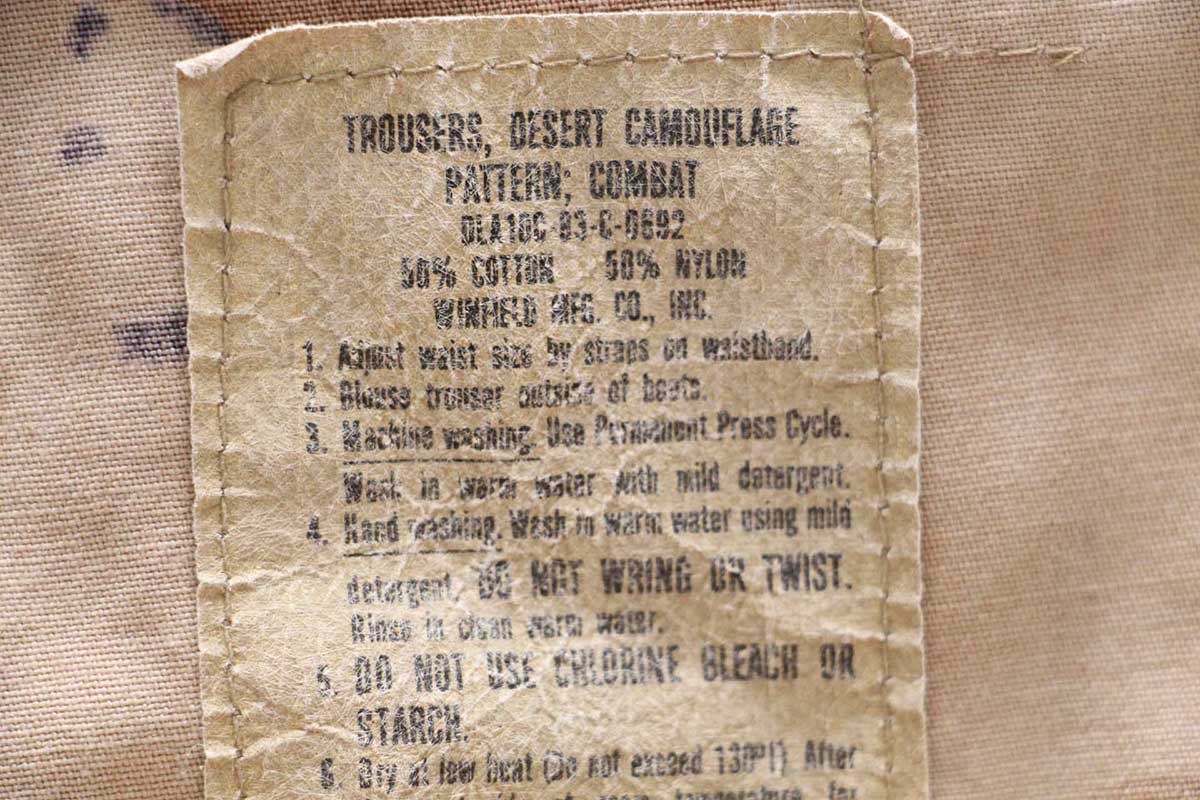 TROUSERS, DESERT CAMOUFLAGE
PATTERN; COMBAT
DLA100-83-C-0692
50% COTTON 50% NYLON
WINFIELD MFG. CO., INC.
1. Adjust waist size by straps on waistband.
2. Blouse trouser outside of boots.
3. Machine washing. Use Permanent Press Cycle.
Wash in warm water with mild detergent.
4. Hand washing. Wash in warm water using mild
detergent. DO NOT WRING OR TWIST.
Rinse in clean warm water.
5. DO NOT USE CHLORINE BLEACH OR
STARCH.
6. Dry at low heat (Do not exceed 130°F). After